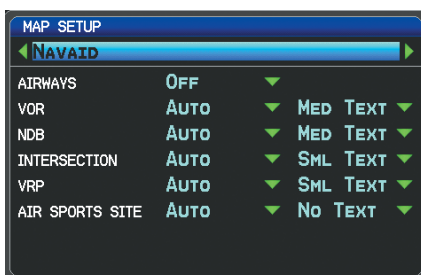 MAP SETUP
NAVAID
AIRWAYS OFF
VOR AUTO MED TEXT
NDB AUTO MED TEXT
INTERSECTION AUTO SML TEXT
VRP AUTO SML TEXT
AIR SPORTS SITE AUTO NO TEXT